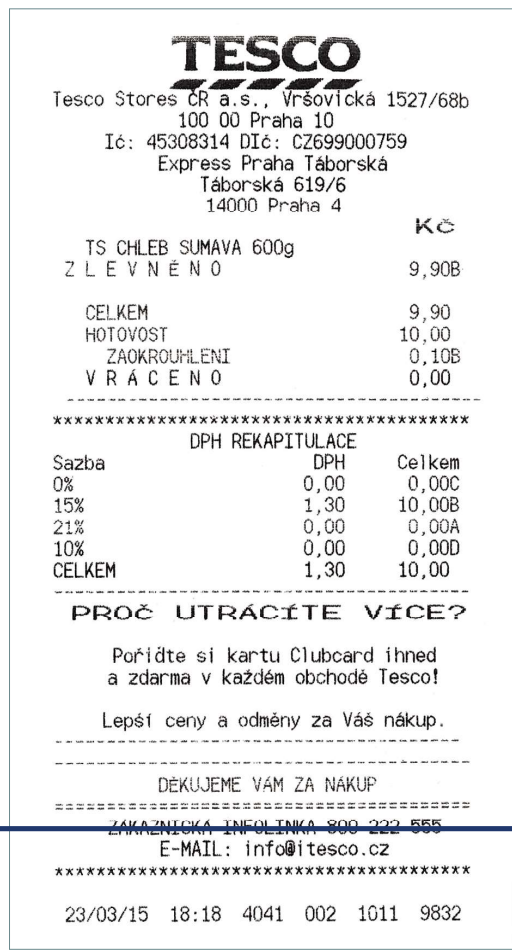 TESCO
Tesco Stores ČR a.s., Vršovická 1527/68b
100 00 Praha 10
Ić: 45308314 DIć: CZ699000759
Express Praha Táborská
Táborská 619/6
14000 Praha 4
Kč
TS CHLEB SUMAVA 600g
Z L E V N Ě N O 9,90B
CELKEM 9,90
HOTOVOST 10,00
ZAOKROUHLENI 0,10B
V R Á C E N O 0,00
------------------------------------------
****************************************
DPH REKAPITULACE
Sazba DPH Celkem
0% 0,00 0,00C
15% 1,30 10,00B
21% 0,00 0,00A
10% 0,00 0,00D
CELKEM 1,30 10,00
------------------------------------------
PROČ UTRÁCÍTE VÍCE?
Pořiďte si kartu Clubcard ihned
a zdarma v každém obchodě Tesco!
Lepší ceny a odměny za Váš nákup.
------------------------------------------
------------------------------------------
DĚKUJEME VÁM ZA NÁKUP
==========================================
ZÁKAZNICKÁ INFOLINKA 800 222 555
E-MAIL: info@itesco.cz
****************************************
23/03/15 18:18 4041 002 1011 9832